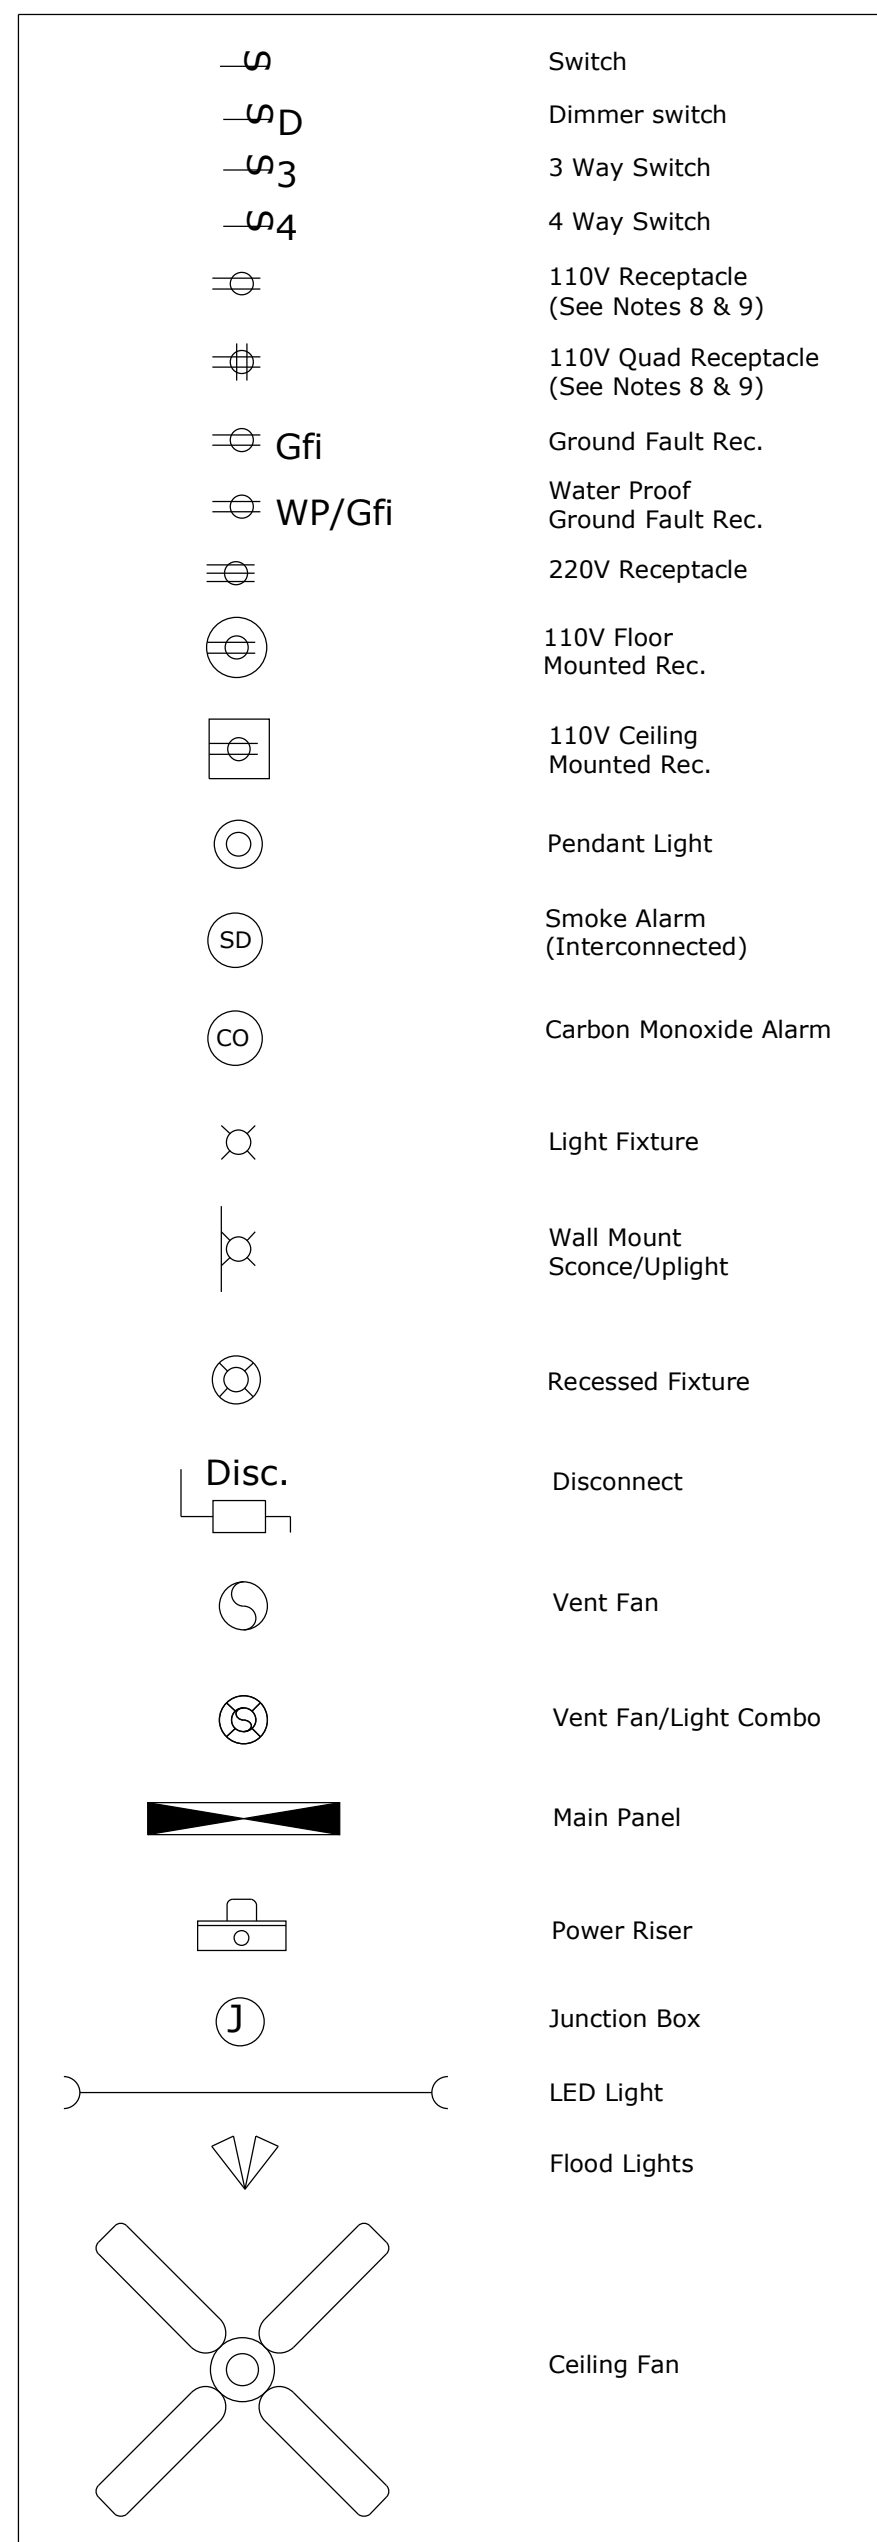 S Switch
S D Dimmer switch
S 3 3 Way Switch
S 4 4 Way Switch
110V Receptacle
(See Notes 8 & 9)
110V Quad Receptacle
(See Notes 8 & 9)
Gfi Ground Fault Rec.
WP/Gfi Water Proof
Ground Fault Rec.
220V Receptacle
110V Floor
Mounted Rec.
110V Ceiling
Mounted Rec.
Pendant Light
SD Smoke Alarm
(Interconnected)
CO Carbon Monoxide Alarm
Light Fixture
Wall Mount
Sconce/Uplight
Recessed Fixture
Disc. Disconnect
Vent Fan
Vent Fan/Light Combo
Main Panel
Power Riser
J Junction Box
LED Light
Flood Lights
Ceiling Fan